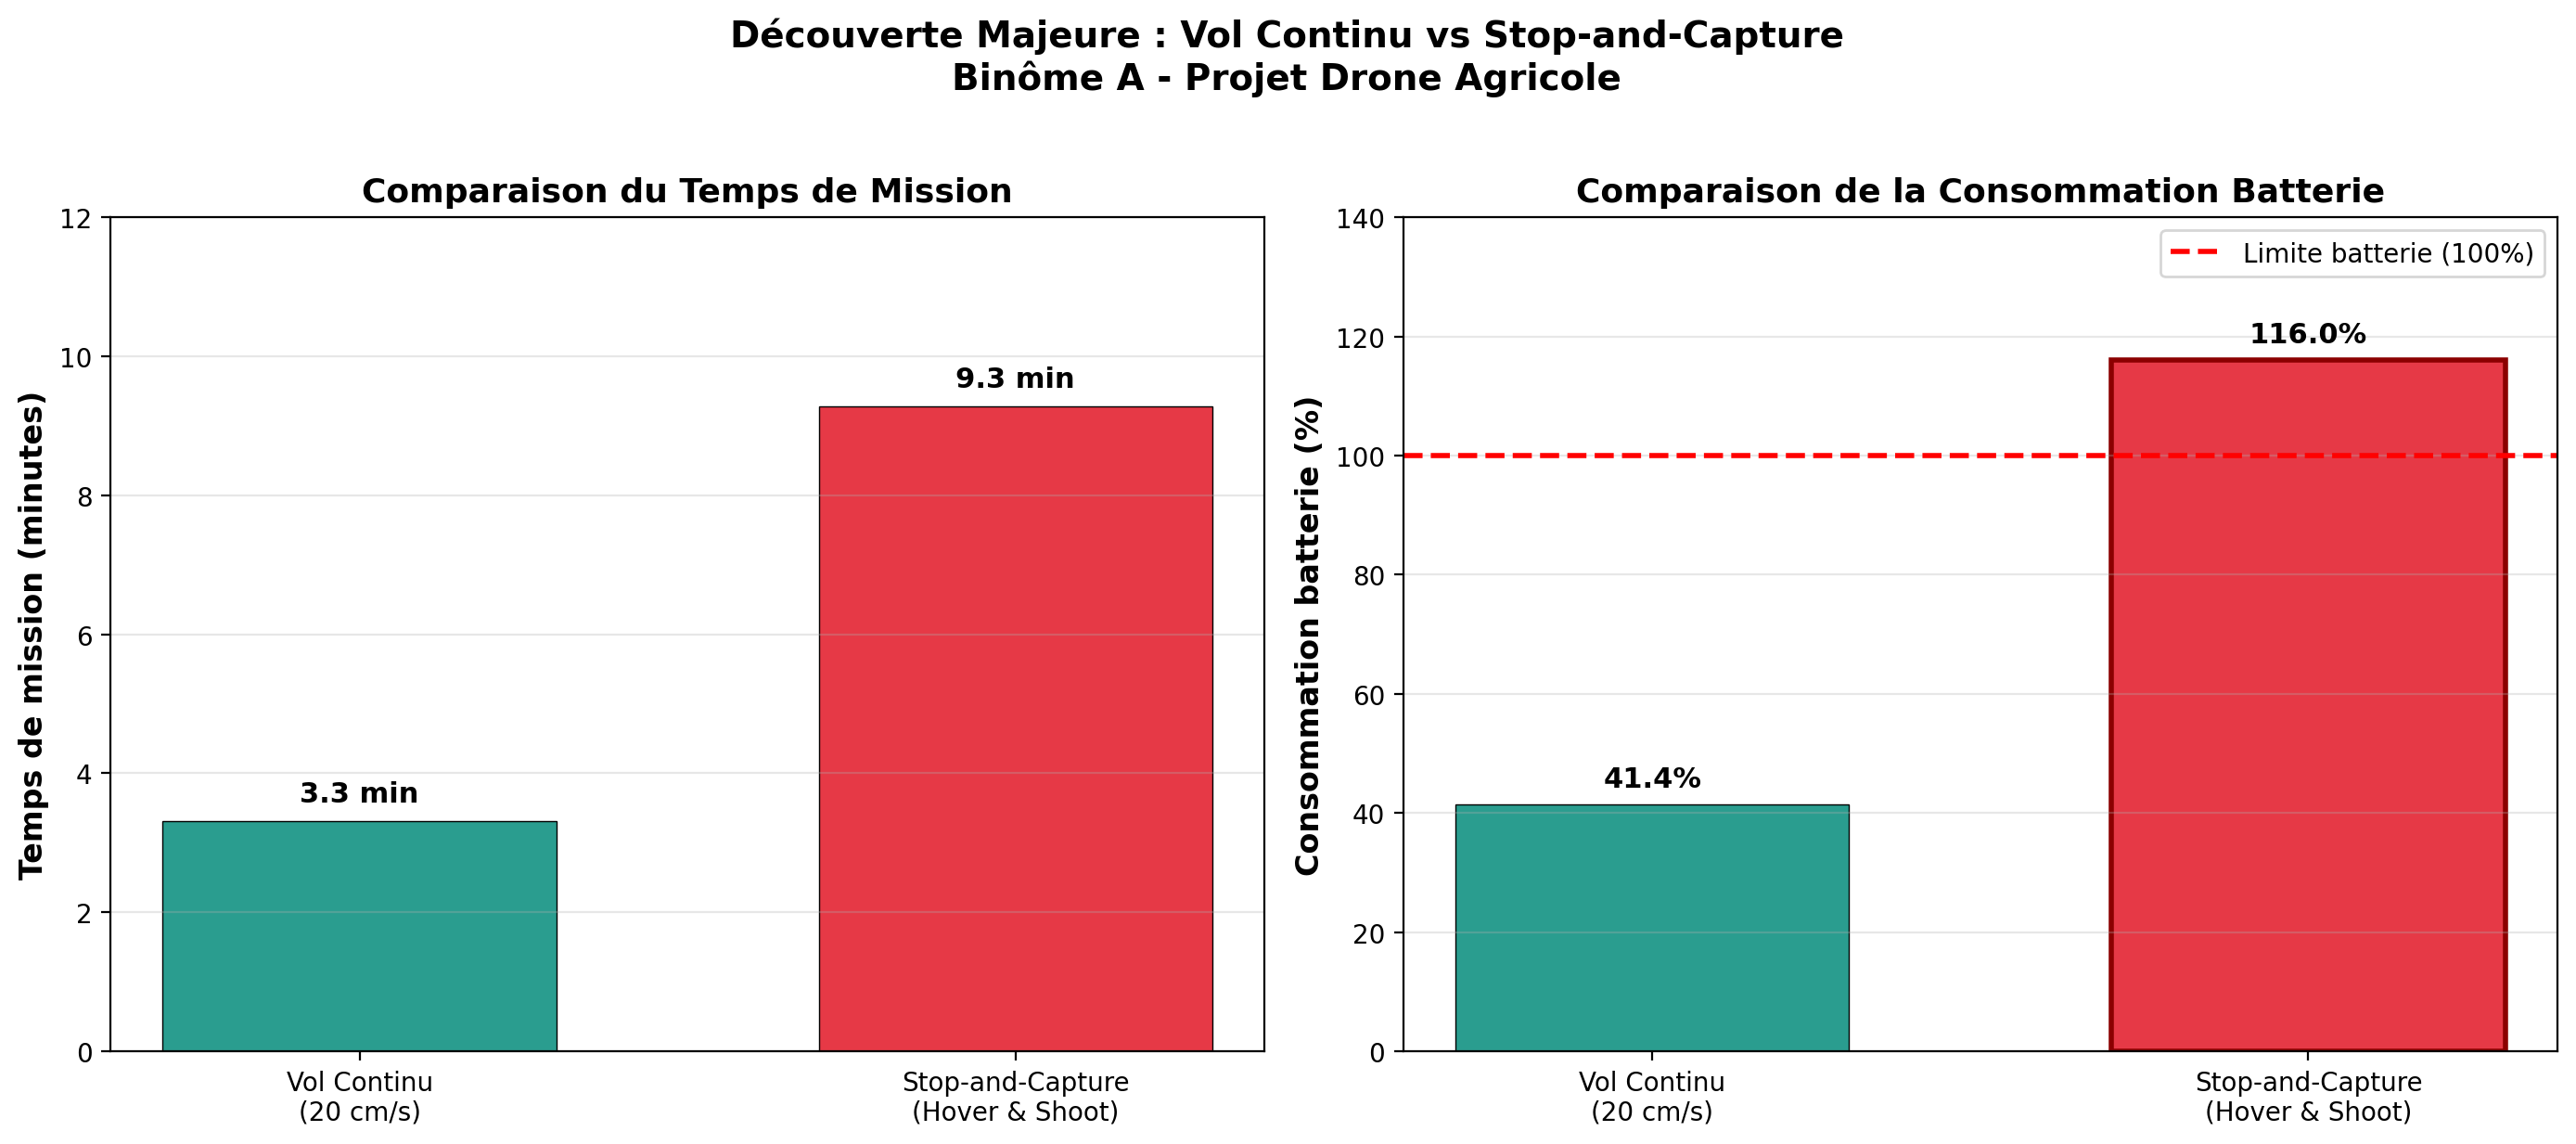 Découverte Majeure : Vol Continu vs Stop-and-Capture
Binôme A - Projet Drone Agricole
Comparaison du Temps de Mission
Temps de mission (minutes)
12
10
8
6
4
2
0
9.3 min
3.3 min
Vol Continu
(20 cm/s)
Stop-and-Capture
(Hover & Shoot)
Comparaison de la Consommation Batterie
Consommation batterie (%)
140
120
100
80
60
40
20
0
Limite batterie (100%)
116.0%
41.4%
Vol Continu
(20 cm/s)
Stop-and-Capture
(Hover & Shoot)